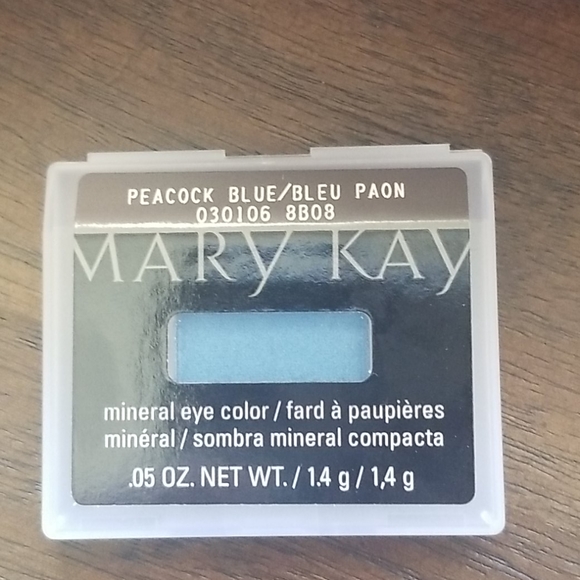 PEACOCK BLUE/BLEU PAON
030106 8B08
MARY KAY
mineral eye color / fard à paupières
minéral / sombra mineral compacta
.05 OZ. NET WT. / 1.4 g / 1,4 g